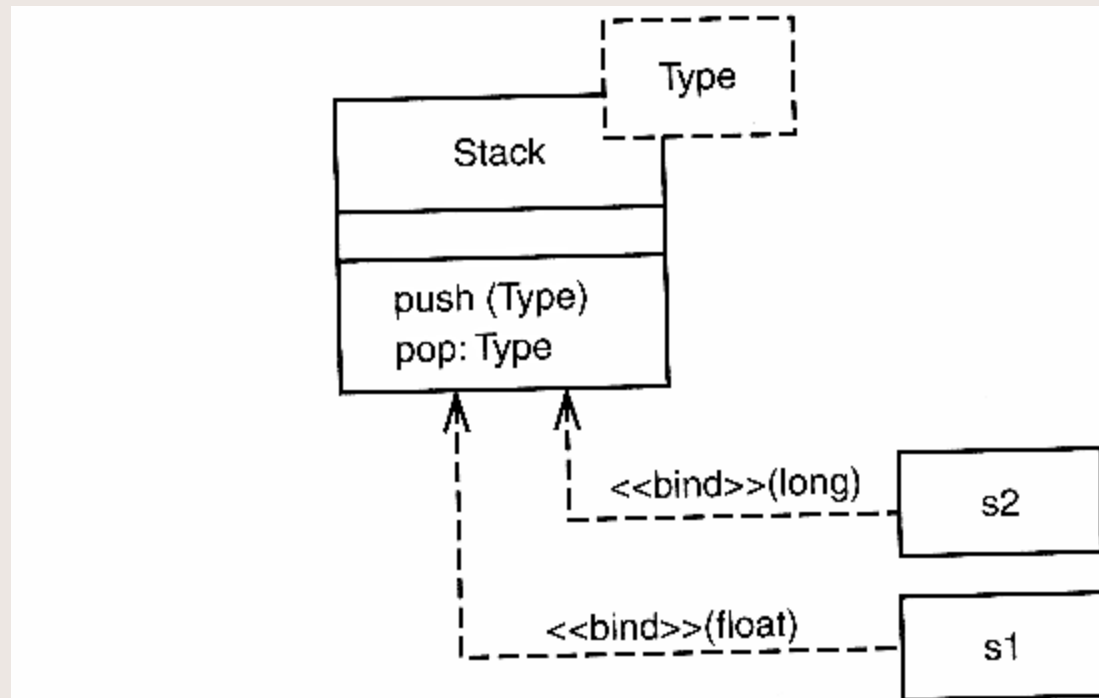 Type
Stack
push (Type)
pop: Type
<<bind>>(long)
s2
<<bind>>(float)
s1